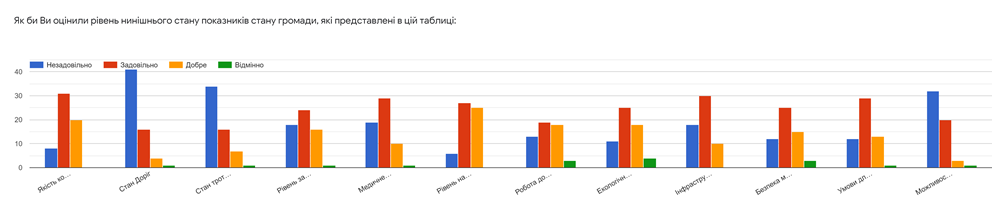 Як би Ви оцінили рівень нинішнього стану показників стану громади, які представлені в цій таблиці:
Незадовільно Задовільно Добре Відмінно
40
30
20
10
0
Якість ко… Стан Доріг Стан трот… Рівень за… Медичне… Рівень на… Робота до… Екологічн… Інфрастру… Безпека м… Умови дл… Можливос…